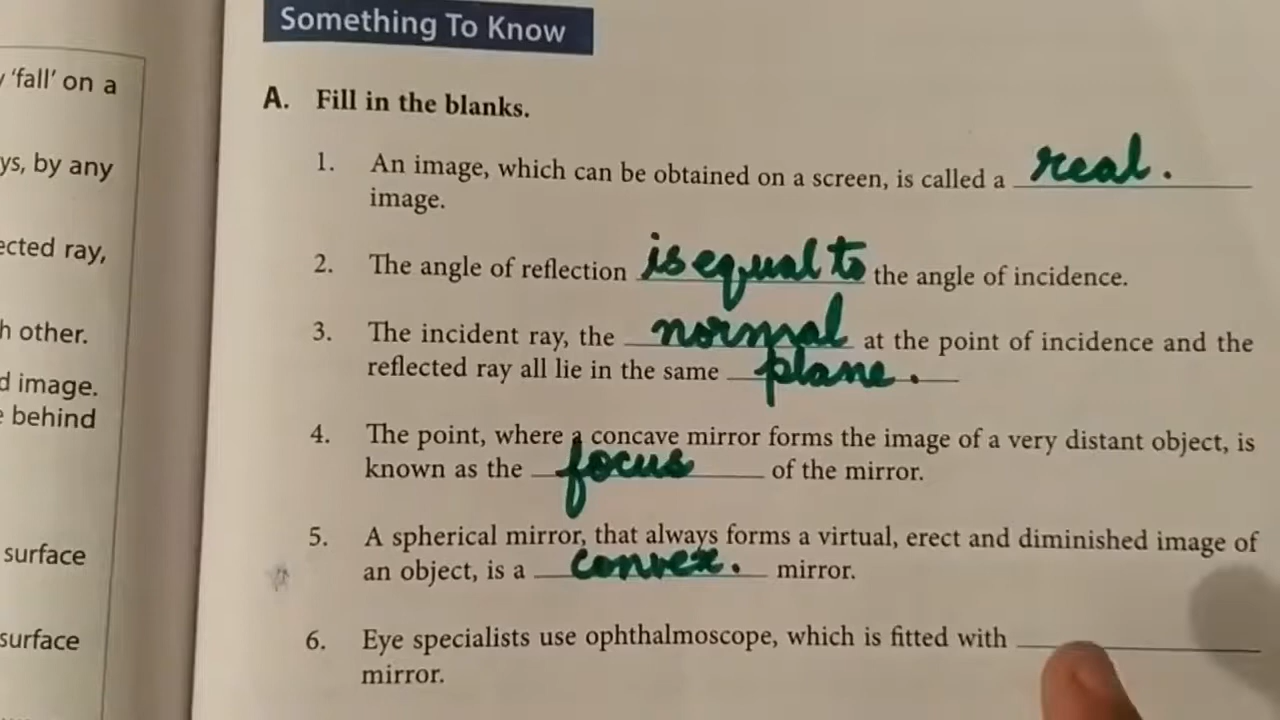 Something To Know
'fall' on a
ys, by any
ected ray,
h other.
d image.
behind
surface
surface
A. Fill in the blanks.
1. An image, which can be obtained on a screen, is called a real.
image.
2. The angle of reflection is equal to the angle of incidence.
3. The incident ray, the normal at the point of incidence and the
reflected ray all lie in the same plane.
4. The point, where a concave mirror forms the image of a very distant object, is
known as the focus of the mirror.
5. A spherical mirror, that always forms a virtual, erect and diminished image of
an object, is a convex. mirror.
6. Eye specialists use ophthalmoscope, which is fitted with
mirror.